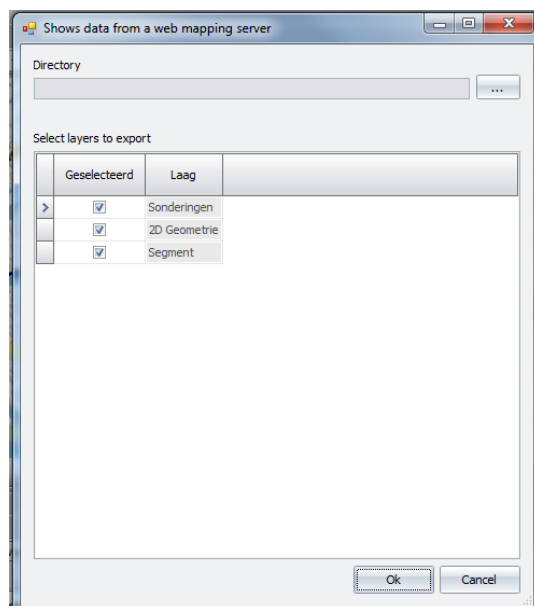 Shows data from a web mapping server
Directory
...
Select layers to export
Geselecteerd Laag
Sonderingen
2D Geometrie
Segment
Ok Cancel